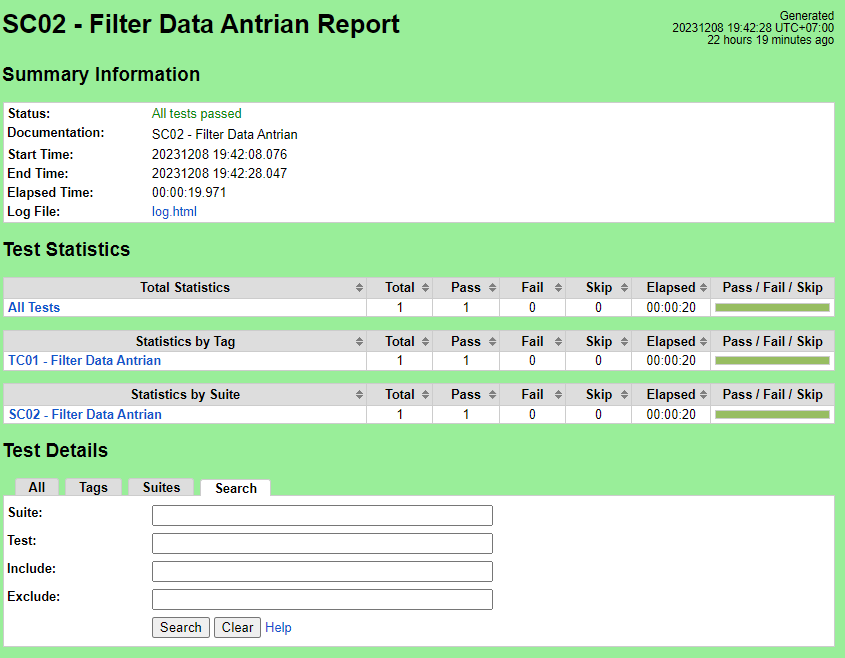 SC02 - Filter Data Antrian Report
Generated
20231208 19:42:28 UTC+07:00
22 hours 19 minutes ago
Summary Information
Status: All tests passed
Documentation: SC02 - Filter Data Antrian
Start Time: 20231208 19:42:08.076
End Time: 20231208 19:42:28.047
Elapsed Time: 00:00:19.971
Log File: log.html
Test Statistics
Total Statistics Total Pass Fail Skip Elapsed Pass / Fail / Skip
All Tests 1 1 0 0 00:00:20
Statistics by Tag Total Pass Fail Skip Elapsed Pass / Fail / Skip
TC01 - Filter Data Antrian 1 1 0 0 00:00:20
Statistics by Suite Total Pass Fail Skip Elapsed Pass / Fail / Skip
SC02 - Filter Data Antrian 1 1 0 0 00:00:20
Test Details
All Tags Suites Search
Suite:
Test:
Include:
Exclude:
Search Clear Help